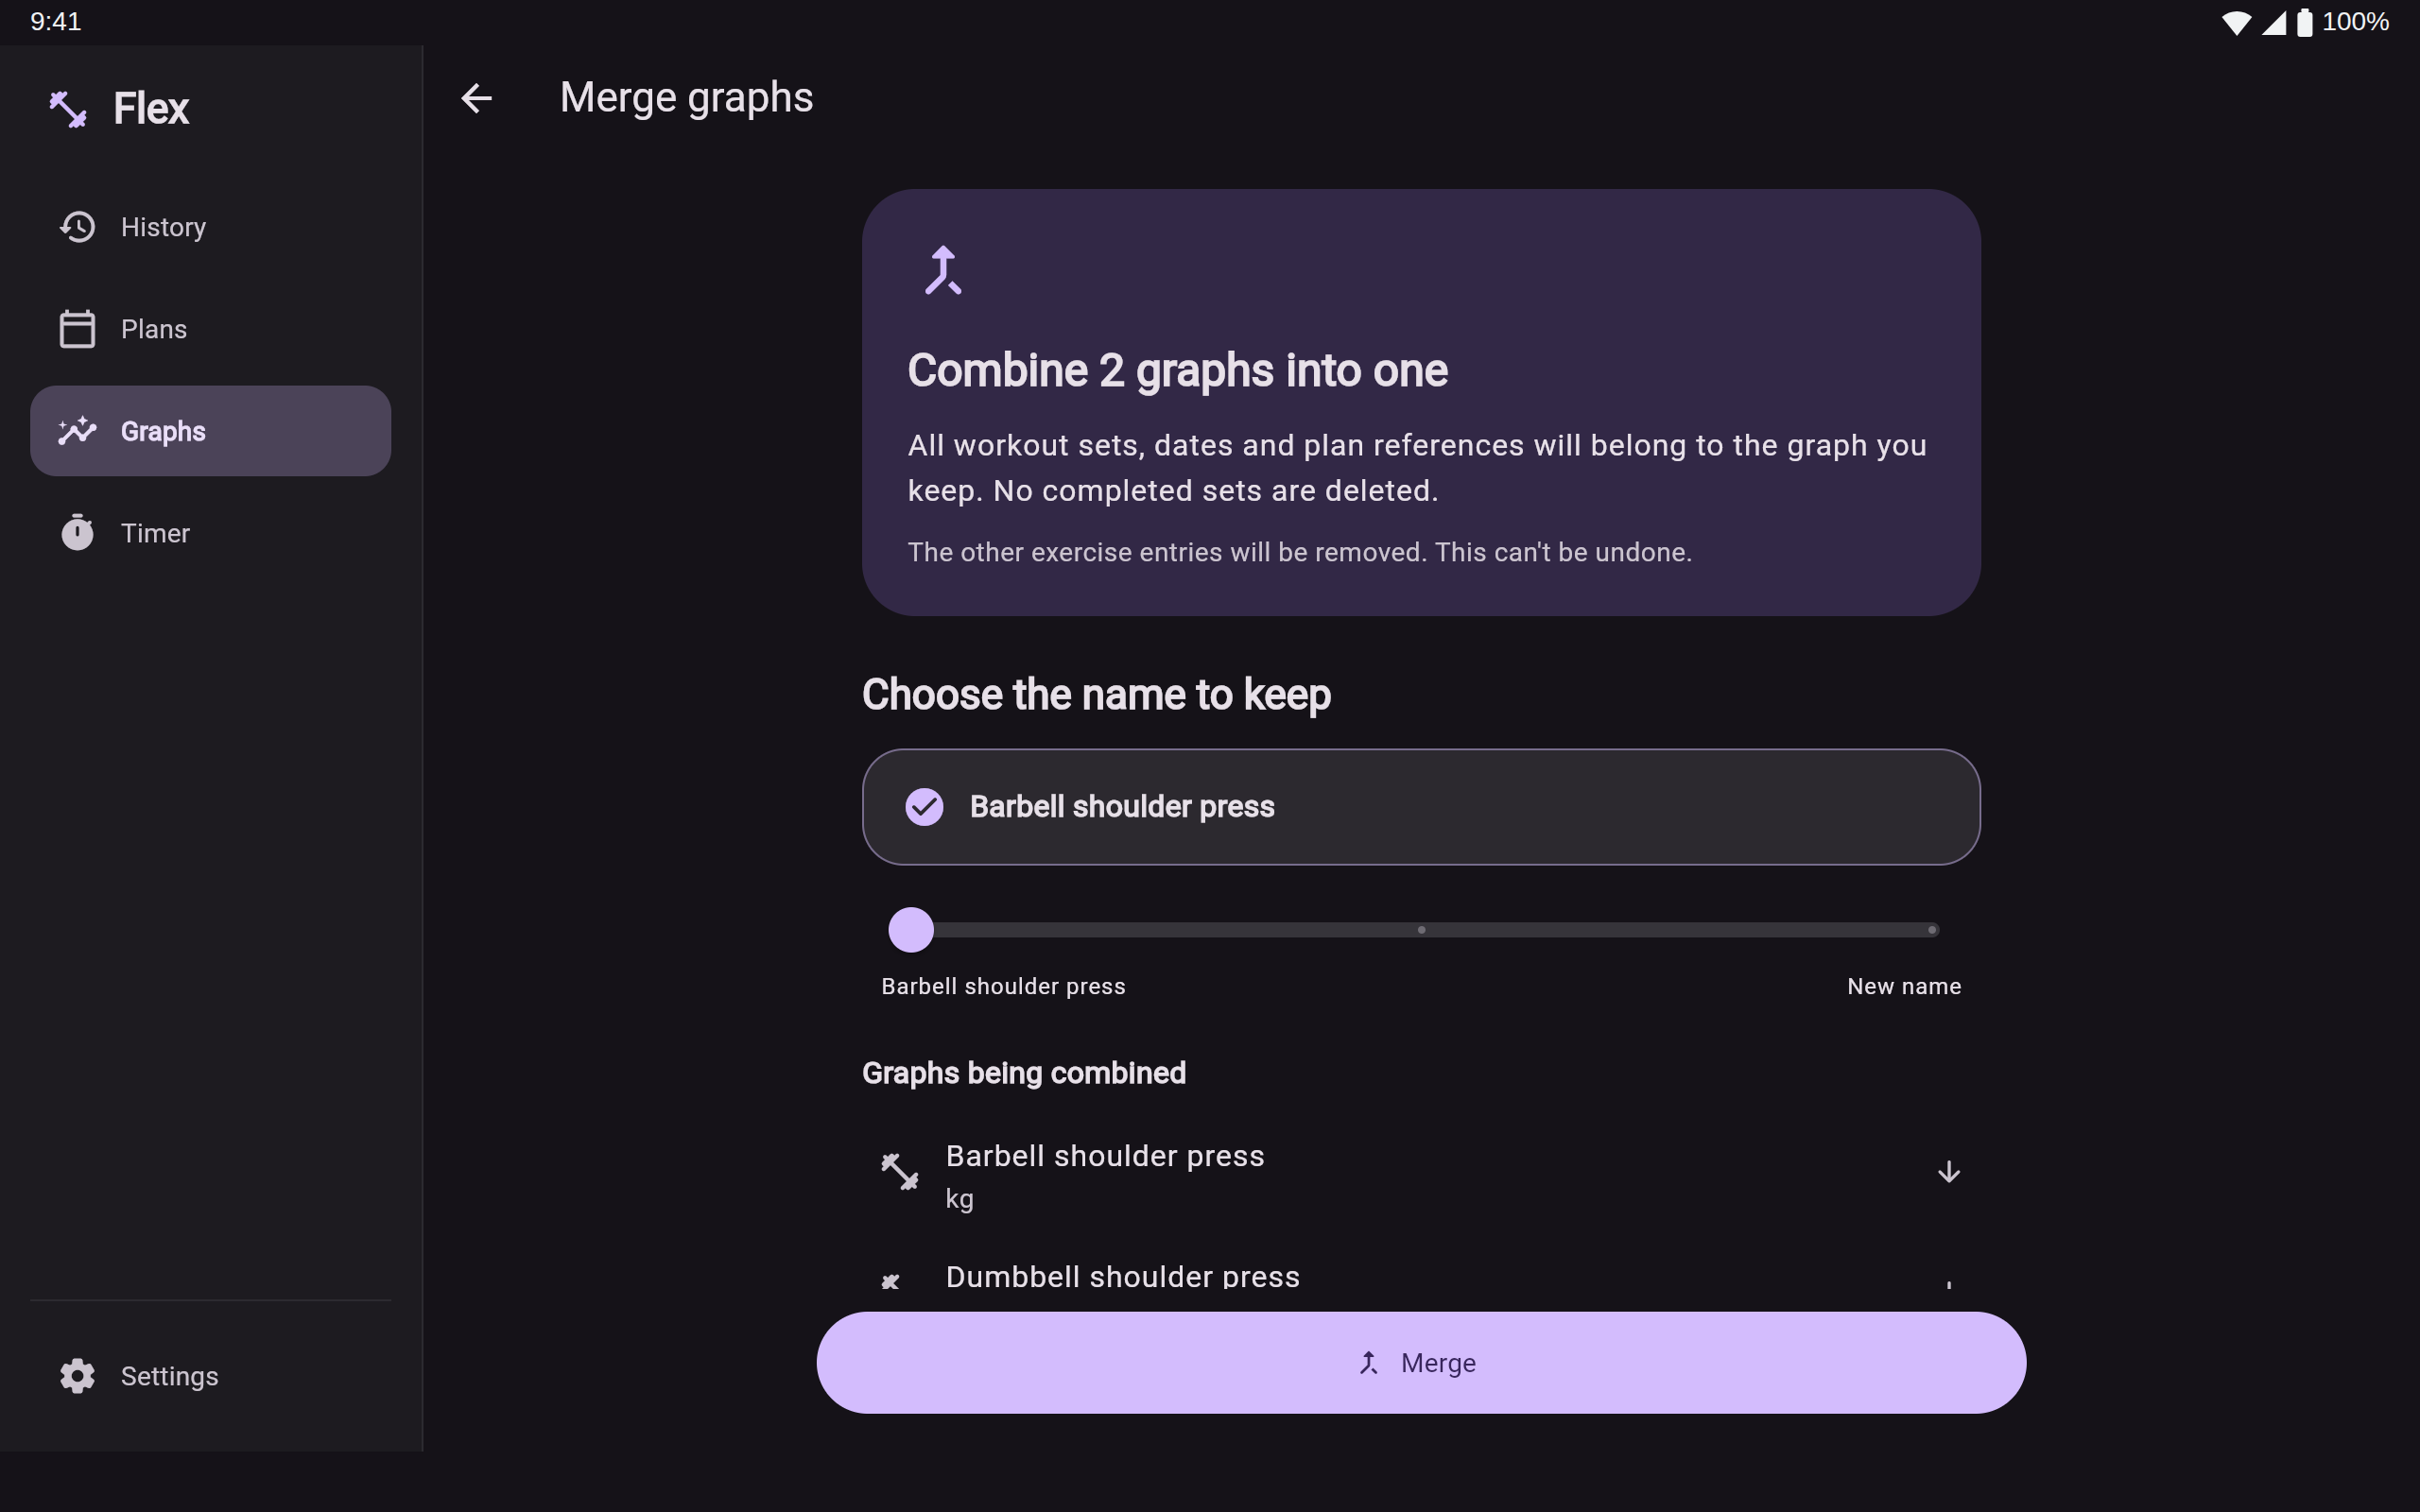 9:41
100%
Flex
History
Plans
Graphs
Timer
Settings
Merge graphs
Combine 2 graphs into one
All workout sets, dates and plan references will belong to the graph you
keep. No completed sets are deleted.
The other exercise entries will be removed. This can't be undone.
Choose the name to keep
Barbell shoulder press
Barbell shoulder press
New name
Graphs being combined
Barbell shoulder press
kg
Dumbbell shoulder press
Merge